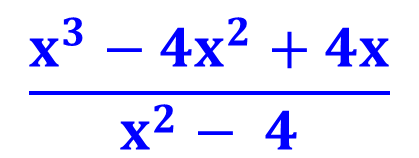 x³ − 4x² + 4x
x² − 4